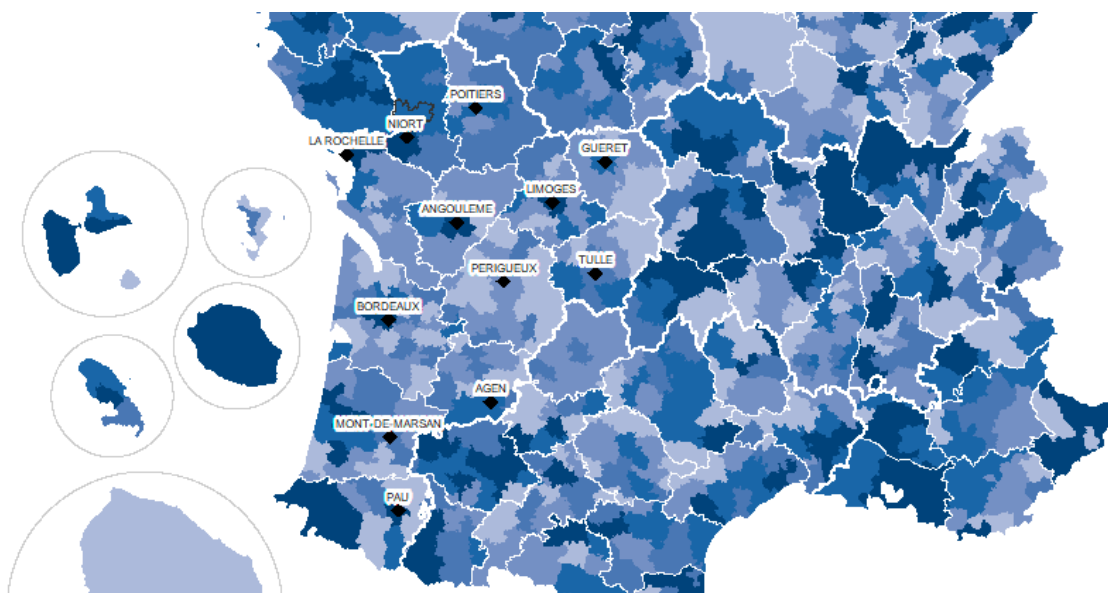 POITIERS
NIORT
LA ROCHELLE
GUERET
LIMOGES
ANGOULEME
PERIGUEUX
TULLE
BORDEAUX
AGEN
MONT-DE-MARSAN
PAU